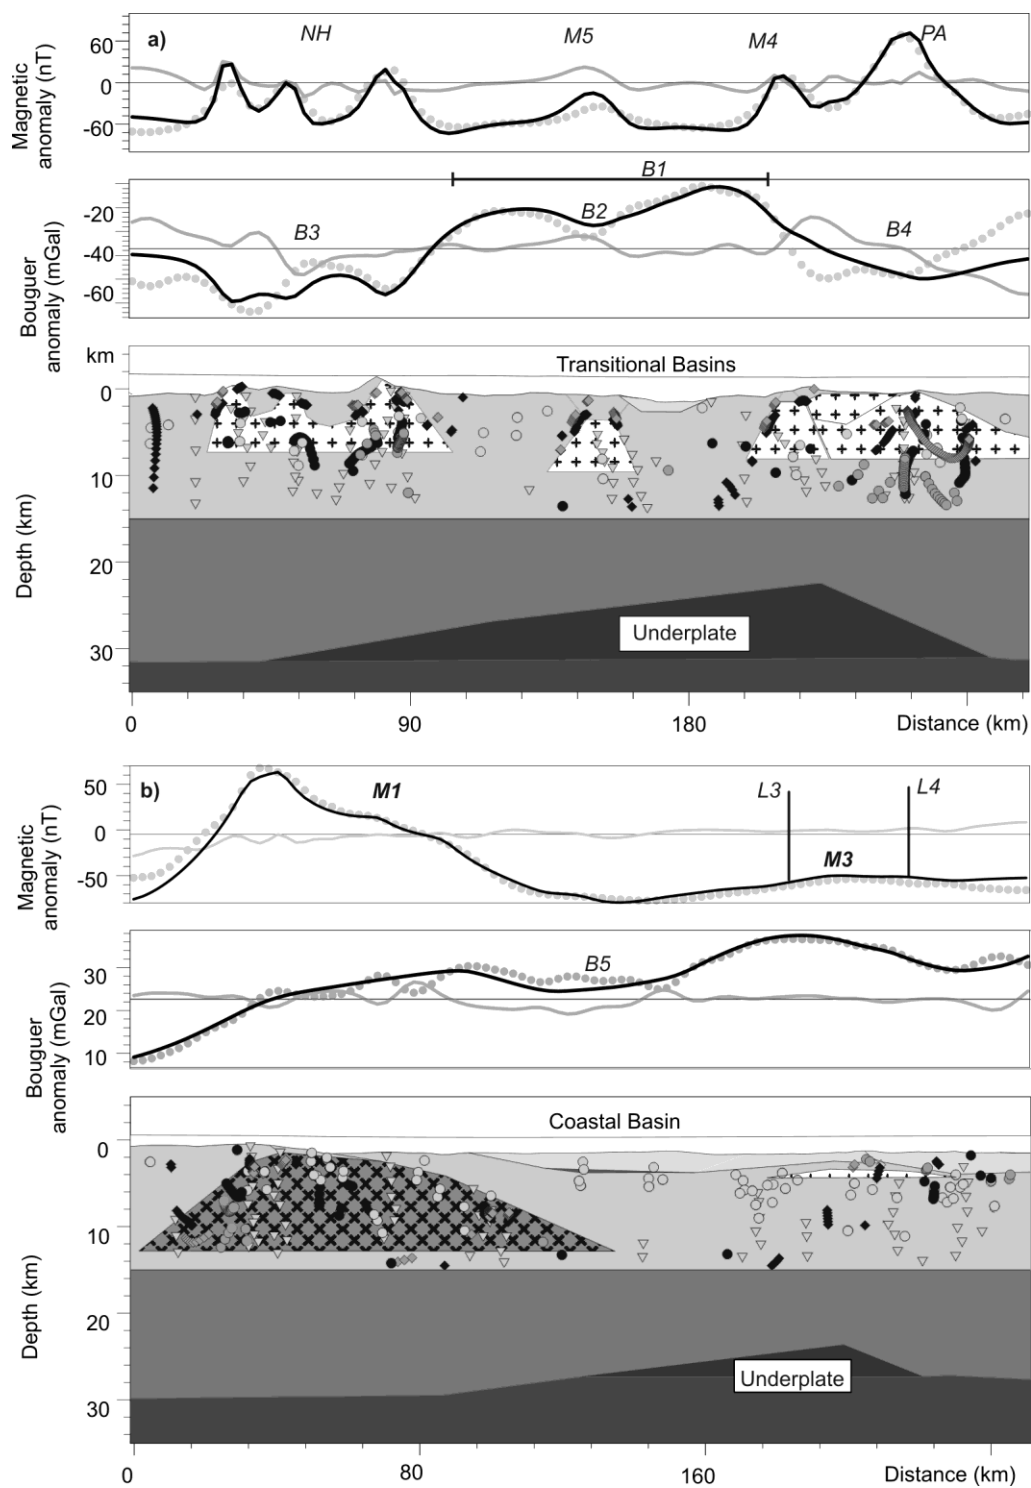 a)
NH
M5
M4
PA
Magnetic
anomaly (nT)
60
0
-60
B1
B2
B3
B4
Bouguer
anomaly (mGal)
-20
-40
-60
km
Transitional Basins
Depth (km)
0
10
20
30
Underplate
0
90
180
Distance (km)
b)
M1
L3
L4
M3
Magnetic
anomaly (nT)
50
0
-50
B5
Bouguer
anomaly (mGal)
30
20
10
Coastal Basin
Depth (km)
0
10
20
30
Underplate
0
80
160
Distance (km)